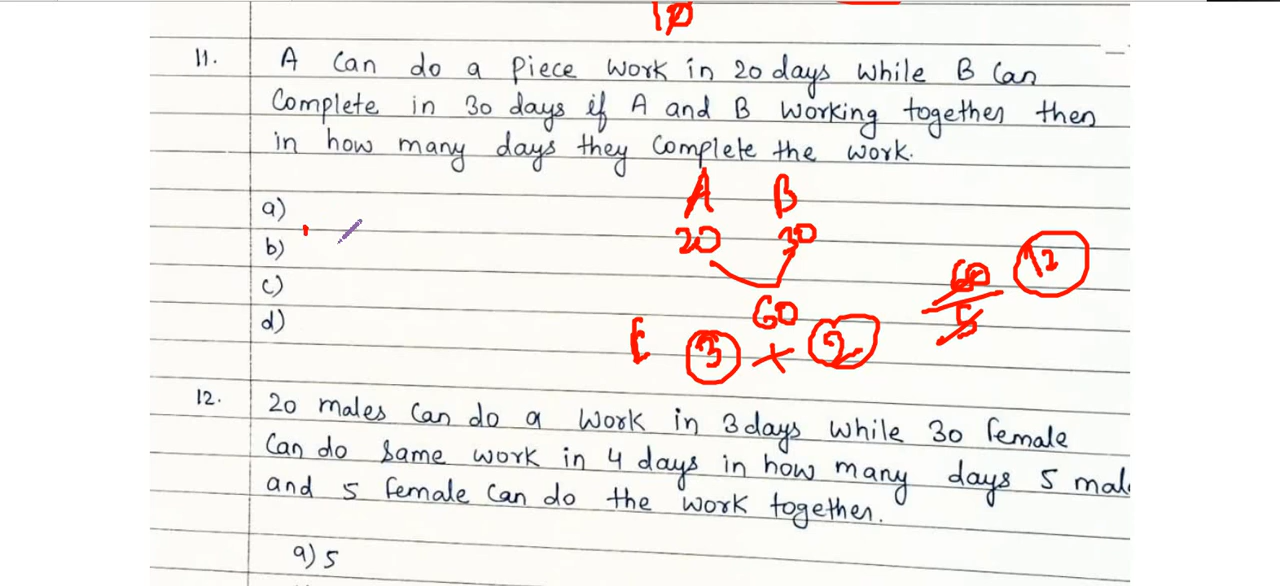 10
11. A can do a piece work in 20 days while B can
Complete in 30 days if A and B working together then
in how many days they complete the work.
A B
a)
20 30
b)
60 12
c)
5
60
d)
E 3 + 2
12. 20 males can do a work in 3 days while 30 female
can do same work in 4 days in how many days 5 mal
and 5 female can do the work together.
a) 5